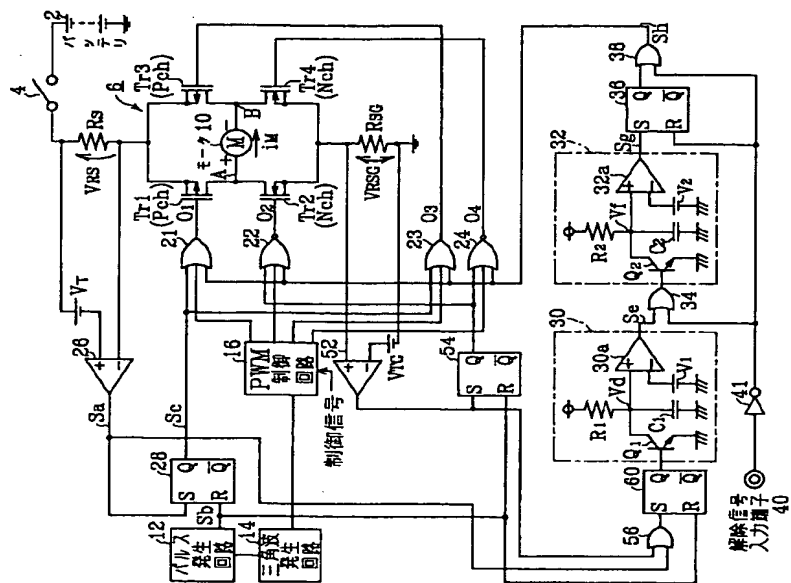 4
2
バッテリ
6
VRS
RS
VT
26
Sa
Tr1
(Pch)
Tr3
(Pch)
O1
A
B
モータ10
M
iM
O2
Tr2
(Nch)
Tr4
(Nch)
VRSG
RSG
21
22
23
24
O3
O4
Sc
28
S Q
R Q̅
Sb
12
パルス
発生
回路
14
三角波
発生
回路
16
PWM
制御
回路
制御信号
52
VTG
54
S Q
R Q̅
56
60
S Q
R Q̅
30
R1
Vd
30a
Q1
C1
V1
Se
34
32
R2
Vf
32a
Q2
C2
V2
Sg
36
S Q
R Q̅
38
Sh
41
解除信号
入力端子
40